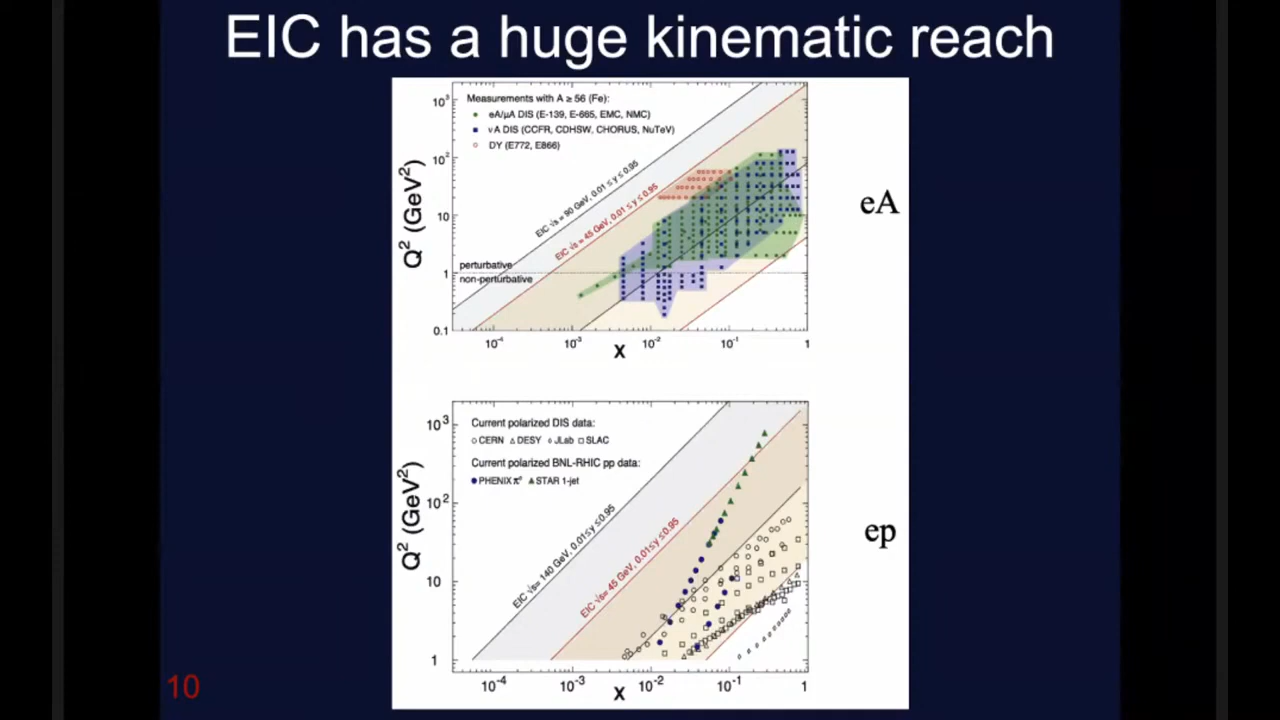 EIC has a huge kinematic reach
Measurements with A ≥ 56 (Fe):
eA/μA DIS (E-139, E-665, EMC, NMC)
νA DIS (CCFR, CDHSW, CHORUS, NuTeV)
DY (E772, E866)
EIC √s = 90 GeV, 0.01 ≤ y ≤ 0.95
EIC √s = 45 GeV, 0.01 ≤ y ≤ 0.95
perturbative
non-perturbative
Q² (GeV²)
10³
10²
10
1
0.1
10⁻⁴
10⁻³
10⁻²
10⁻¹
1
x
eA
Current polarized DIS data:
CERN DESY JLab SLAC
Current polarized BNL-RHIC pp data:
PHENIX π⁰ STAR 1-jet
EIC √s= 140 GeV, 0.01≤ y ≤0.95
EIC √s= 45 GeV, 0.01≤ y ≤0.95
Q² (GeV²)
10³
10²
10
1
10⁻⁴
10⁻³
10⁻²
10⁻¹
1
x
ep
10